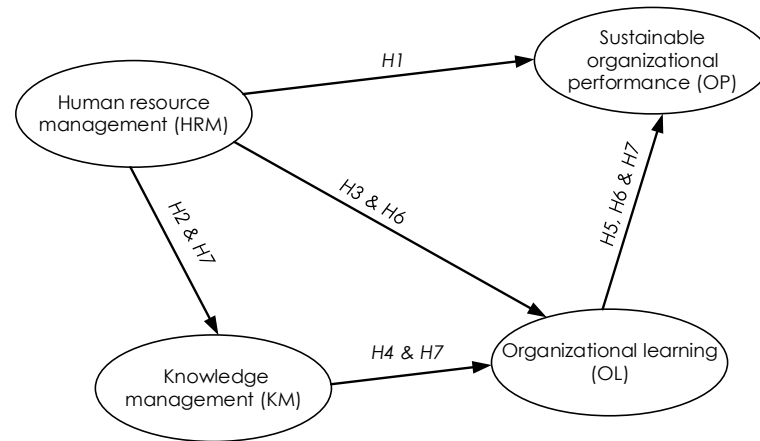 Sustainable
organizational
performance (OP)
H1
Human resource
management (HRM)
H3 & H6
H5, H6 & H7
H2 & H7
H4 & H7
Organizational learning
(OL)
Knowledge
management (KM)